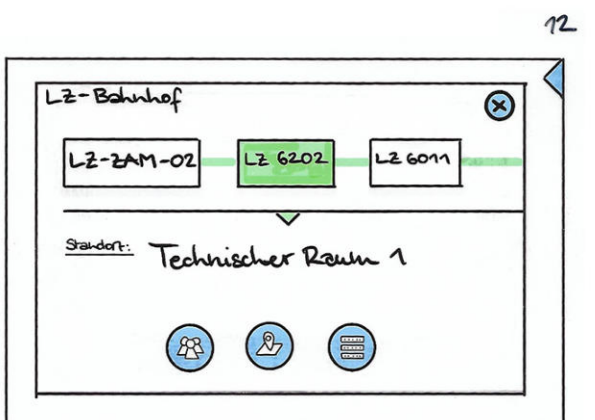 12
LZ-Bahnhof
LZ-ZAM-02
LZ 6202
LZ 6011
Standort: Technischer Raum 1